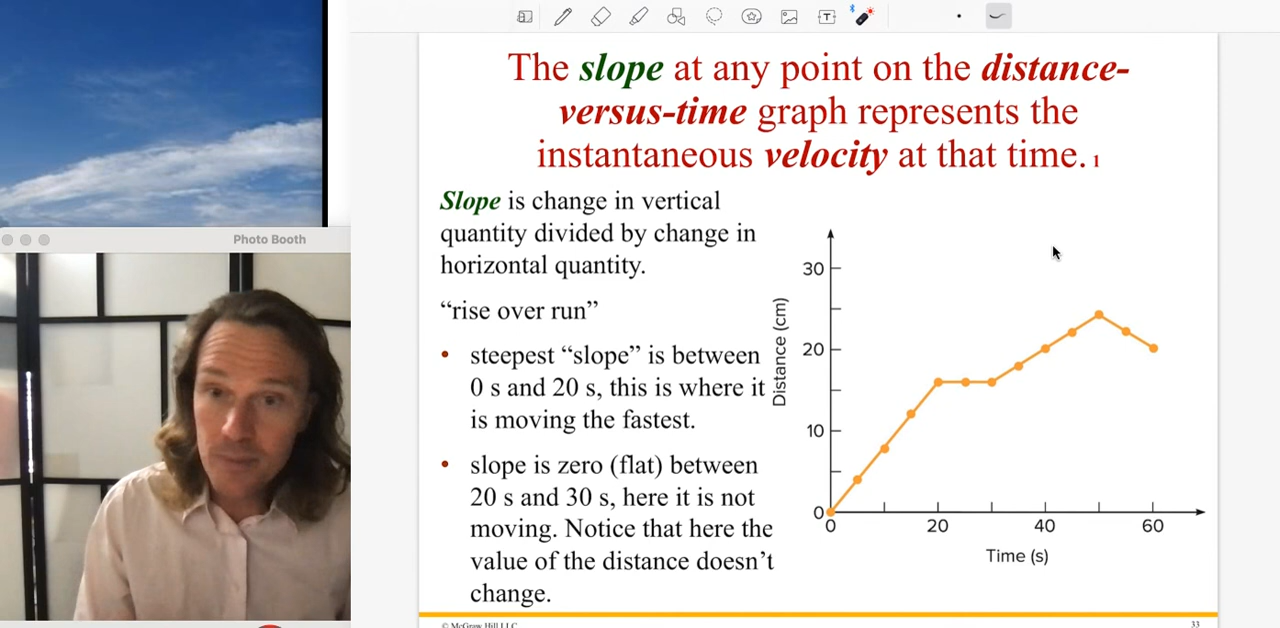 The slope at any point on the distance-
versus-time graph represents the
instantaneous velocity at that time. 1
Photo Booth
Slope is change in vertical
quantity divided by change in
horizontal quantity.
“rise over run”
• steepest “slope” is between
0 s and 20 s, this is where it
is moving the fastest.
• slope is zero (flat) between
20 s and 30 s, here it is not
moving. Notice that here the
value of the distance doesn’t
change.
Distance (cm)
30
20
10
0
0 20 40 60
Time (s)
© McGraw Hill LLC
33